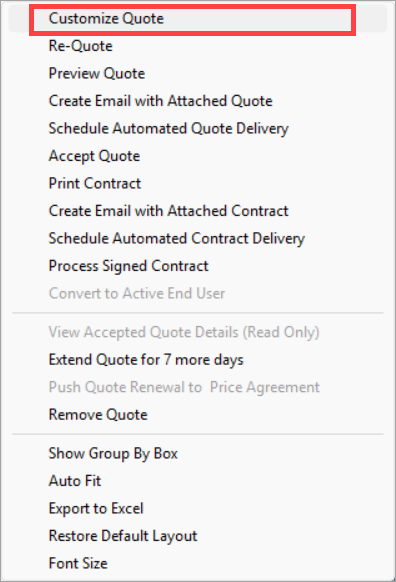 Customize Quote
Re-Quote
Preview Quote
Create Email with Attached Quote
Schedule Automated Quote Delivery
Accept Quote
Print Contract
Create Email with Attached Contract
Schedule Automated Contract Delivery
Process Signed Contract
Convert to Active End User
View Accepted Quote Details (Read Only)
Extend Quote for 7 more days
Push Quote Renewal to  Price Agreement
Remove Quote
Show Group By Box
Auto Fit
Export to Excel
Restore Default Layout
Font Size